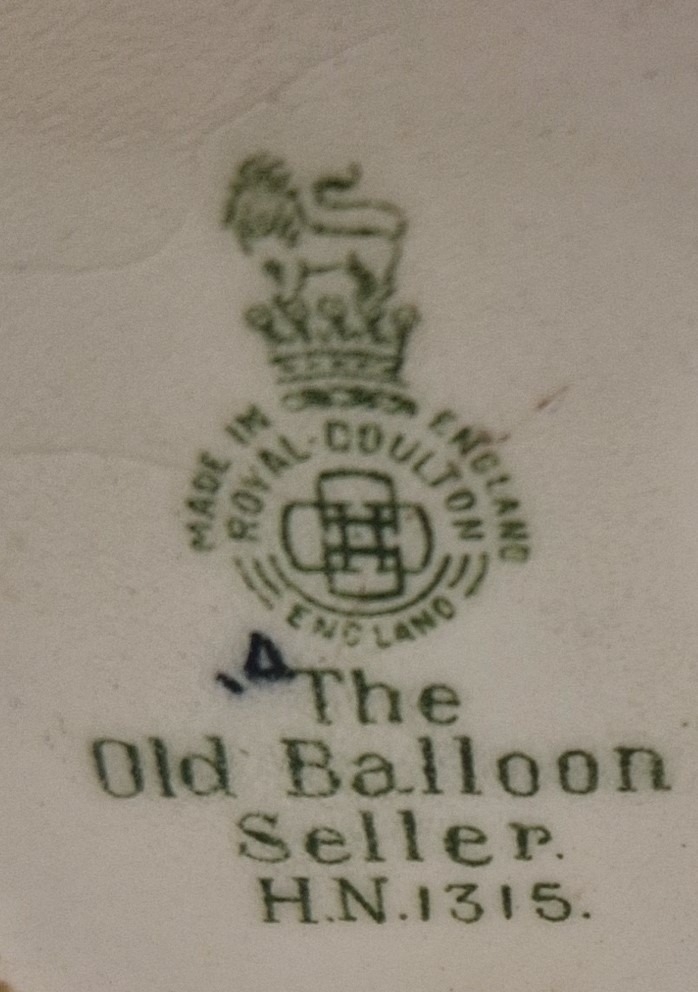 MADE IN ENGLAND
ROYAL·DOULTON
ENGLAND
The
Old Balloon
Seller.
H.N.1315.